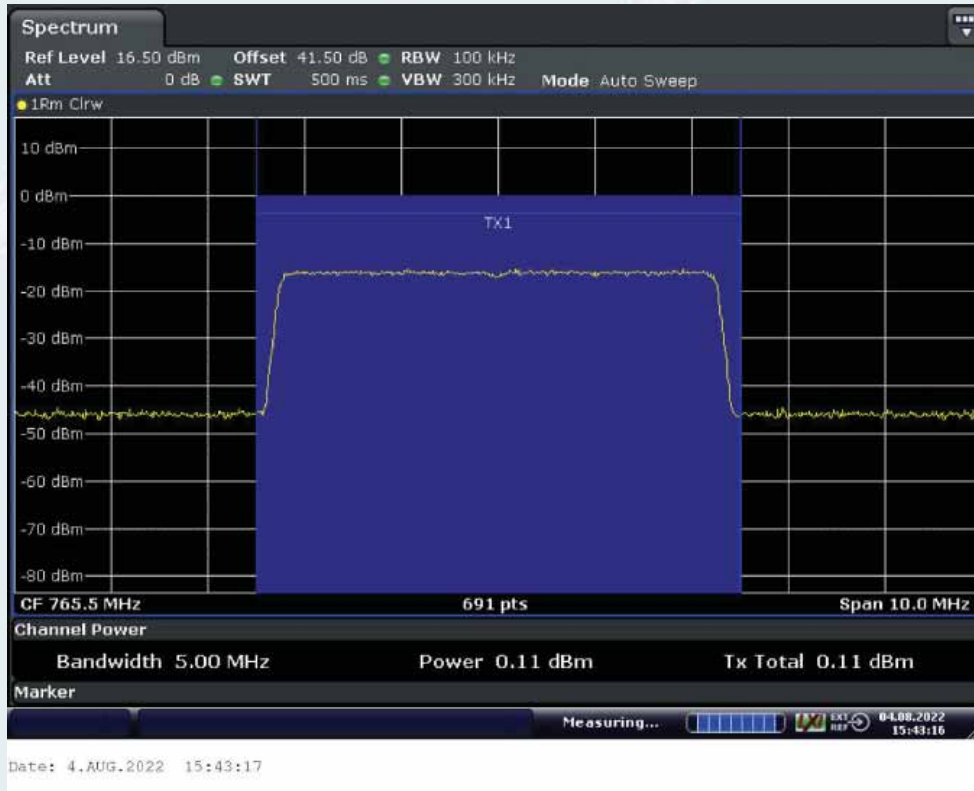 Spectrum
Ref Level 16.50 dBm Offset 41.50 dB RBW 100 kHz
Att 0 dB SWT 500 ms VBW 300 kHz Mode Auto Sweep
1Rm Clrw
10 dBm
0 dBm
TX1
-10 dBm
-20 dBm
-30 dBm
-40 dBm
-50 dBm
-60 dBm
-70 dBm
-80 dBm
CF 765.5 MHz 691 pts Span 10.0 MHz
Channel Power
Bandwidth 5.00 MHz Power 0.11 dBm Tx Total 0.11 dBm
Marker
Measuring... LXI EXT REF 04.08.2022
15:43:16
Date: 4.AUG.2022 15:43:17